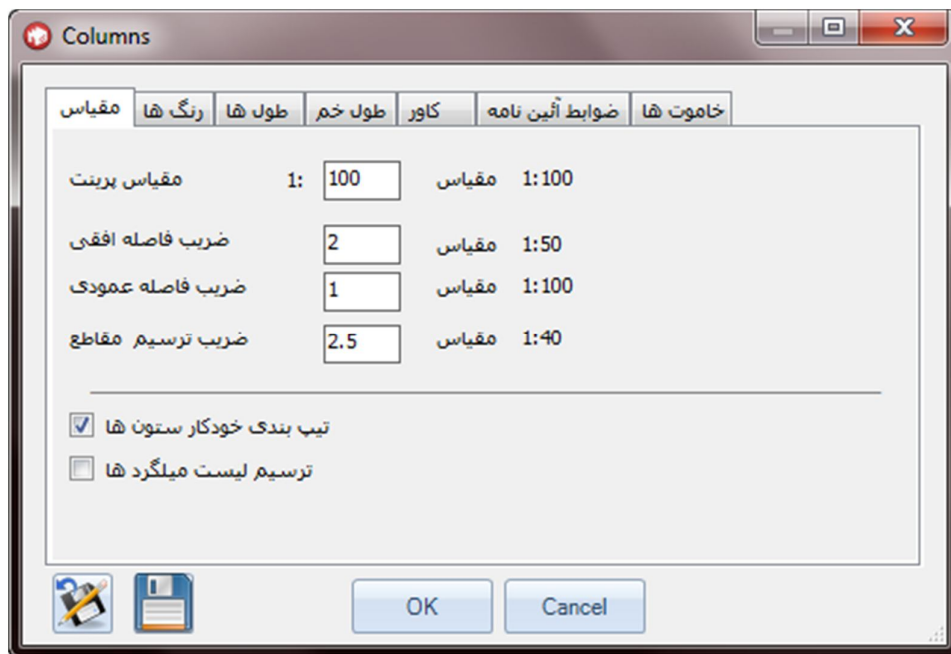 Columns
مقیاس رنگ ها طول ها طول خم کاور ضوابط آئین نامه خاموت ها
مقیاس پرینت 1: 100 مقیاس 1:100
ضریب فاصله افقی 2 مقیاس 1:50
ضریب فاصله عمودی 1 مقیاس 1:100
ضریب ترسیم مقاطع 2.5 مقیاس 1:40
تیپ بندی خودکار ستون ها
ترسیم لیست میلگرد ها
OK Cancel